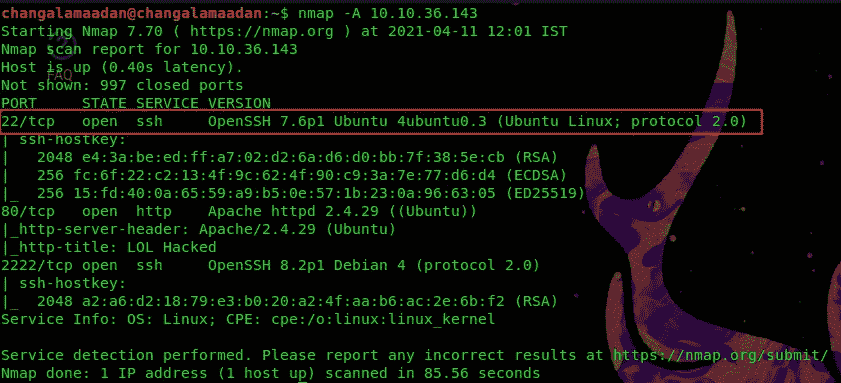 changalamaadan@changalamaadan:~$ nmap -A 10.10.36.143
Starting Nmap 7.70 ( https://nmap.org ) at 2021-04-11 12:01 IST
Nmap scan report for 10.10.36.143
Host is up (0.40s latency).
FAQ
Not shown: 997 closed ports
PORT     STATE SERVICE VERSION
22/tcp   open  ssh     OpenSSH 7.6p1 Ubuntu 4ubuntu0.3 (Ubuntu Linux; protocol 2.0)
| ssh-hostkey:
|   2048 e4:3a:be:ed:ff:a7:02:d2:6a:d6:d0:bb:7f:38:5e:cb (RSA)
|   256 fc:6f:22:c2:13:4f:9c:62:4f:90:c9:3a:7e:77:d6:d4 (ECDSA)
|_  256 15:fd:40:0a:65:59:a9:b5:0e:57:1b:23:0a:96:63:05 (ED25519)
80/tcp   open  http    Apache httpd 2.4.29 ((Ubuntu))
|_http-server-header: Apache/2.4.29 (Ubuntu)
|_http-title: LOL Hacked
2222/tcp open  ssh     OpenSSH 8.2p1 Debian 4 (protocol 2.0)
| ssh-hostkey:
|_  2048 a2:a6:d2:18:79:e3:b0:20:a2:4f:aa:b6:ac:2e:6b:f2 (RSA)
Service Info: OS: Linux; CPE: cpe:/o:linux:linux_kernel
Service detection performed. Please report any incorrect results at https://nmap.org/submit/
Nmap done: 1 IP address (1 host up) scanned in 85.56 seconds